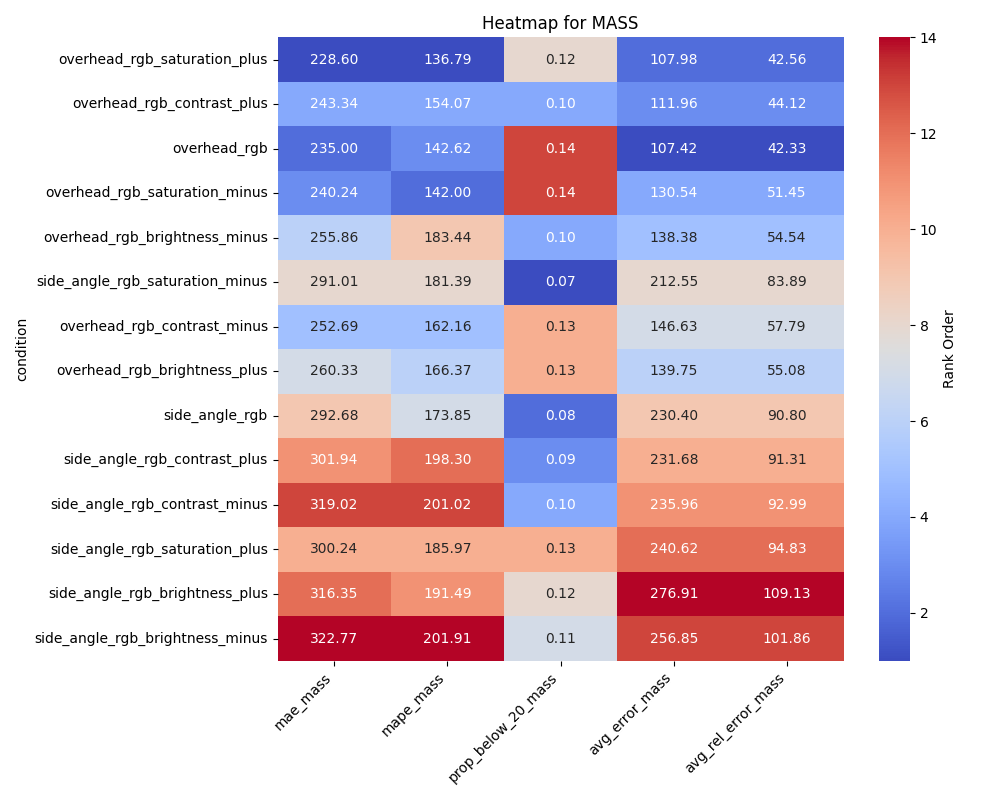 Heatmap for MASS
condition
overhead_rgb_saturation_plus 228.60 136.79 0.12 107.98 42.56
overhead_rgb_contrast_plus 243.34 154.07 0.10 111.96 44.12
overhead_rgb 235.00 142.62 0.14 107.42 42.33
overhead_rgb_saturation_minus 240.24 142.00 0.14 130.54 51.45
overhead_rgb_brightness_minus 255.86 183.44 0.10 138.38 54.54
side_angle_rgb_saturation_minus 291.01 181.39 0.07 212.55 83.89
overhead_rgb_contrast_minus 252.69 162.16 0.13 146.63 57.79
overhead_rgb_brightness_plus 260.33 166.37 0.13 139.75 55.08
side_angle_rgb 292.68 173.85 0.08 230.40 90.80
side_angle_rgb_contrast_plus 301.94 198.30 0.09 231.68 91.31
side_angle_rgb_contrast_minus 319.02 201.02 0.10 235.96 92.99
side_angle_rgb_saturation_plus 300.24 185.97 0.13 240.62 94.83
side_angle_rgb_brightness_plus 316.35 191.49 0.12 276.91 109.13
side_angle_rgb_brightness_minus 322.77 201.91 0.11 256.85 101.86
mae_mass mape_mass prop_below_20_mass avg_error_mass avg_rel_error_mass
14
12
10
8
6
4
2
Rank Order